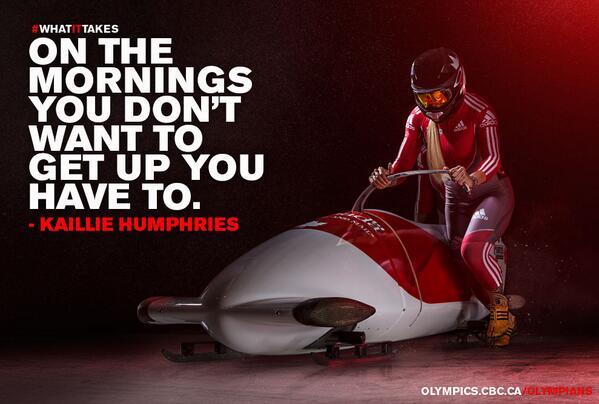 #WHATITTAKES
ON THE
MORNINGS
YOU DON'T
WANT TO
GET UP YOU
HAVE TO.
- KAILLIE HUMPHRIES
adidas
OLYMPICS.CBC.CA/OLYMPIANS